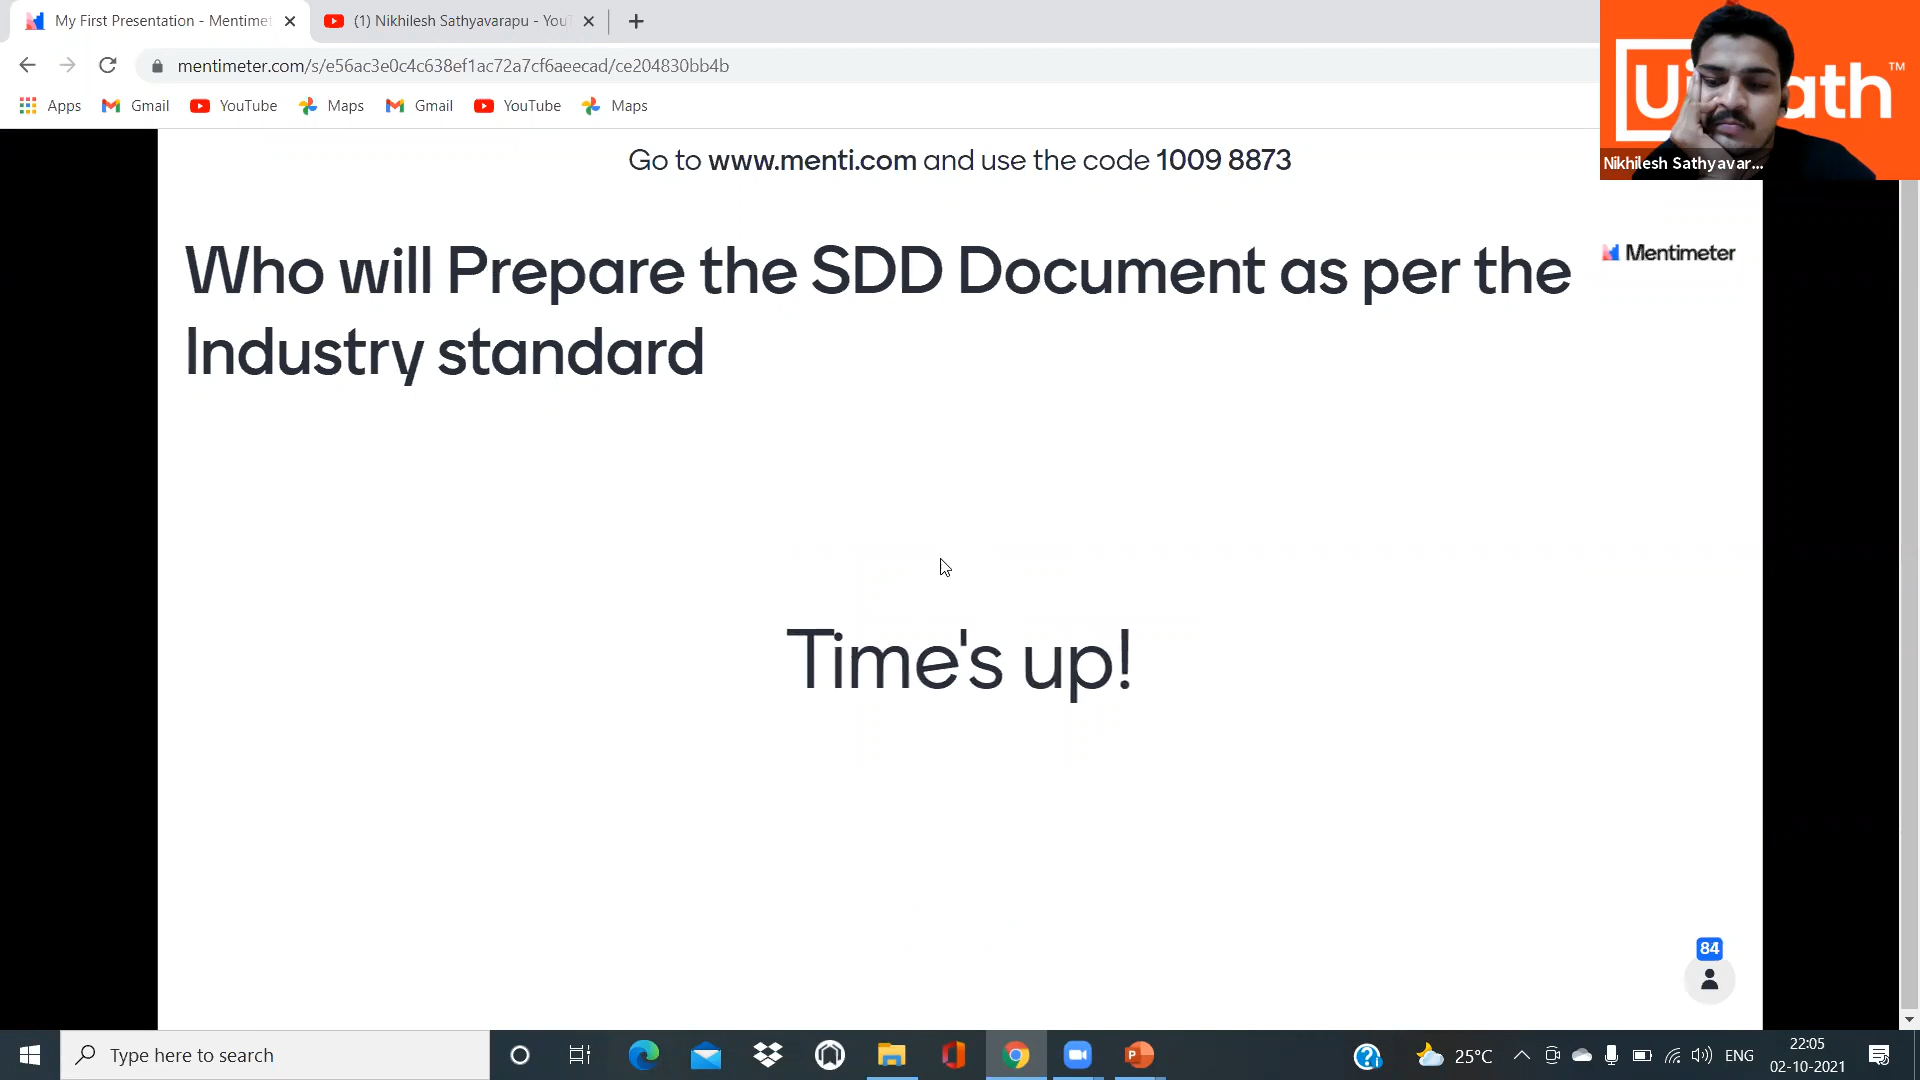 My First Presentation - Mentime
(1) Nikhilesh Sathyavarapu - You
mentimeter.com/s/e56ac3e0c4c638ef1ac72a7cf6aeecad/ce204830bb4b
Apps
Gmail
YouTube
Maps
Gmail
YouTube
Maps
Ui ath™
Nikhilesh Sathyavar...
Go to www.menti.com and use the code 1009 8873
Who will Prepare the SDD Document as per the
Industry standard
Mentimeter
Time's up!
84
Type here to search
25°C
ENG
22:05
02-10-2021